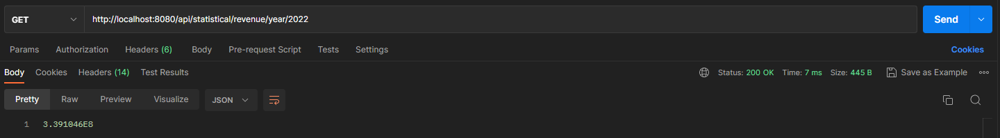 GET http://localhost:8080/api/statistical/revenue/year/2022 Send
Params Authorization Headers (6) Body Pre-request Script Tests Settings Cookies
Body Cookies Headers (14) Test Results Status: 200 OK Time: 7 ms Size: 445 B Save as Example
Pretty Raw Preview Visualize JSON
1 3.391046E8